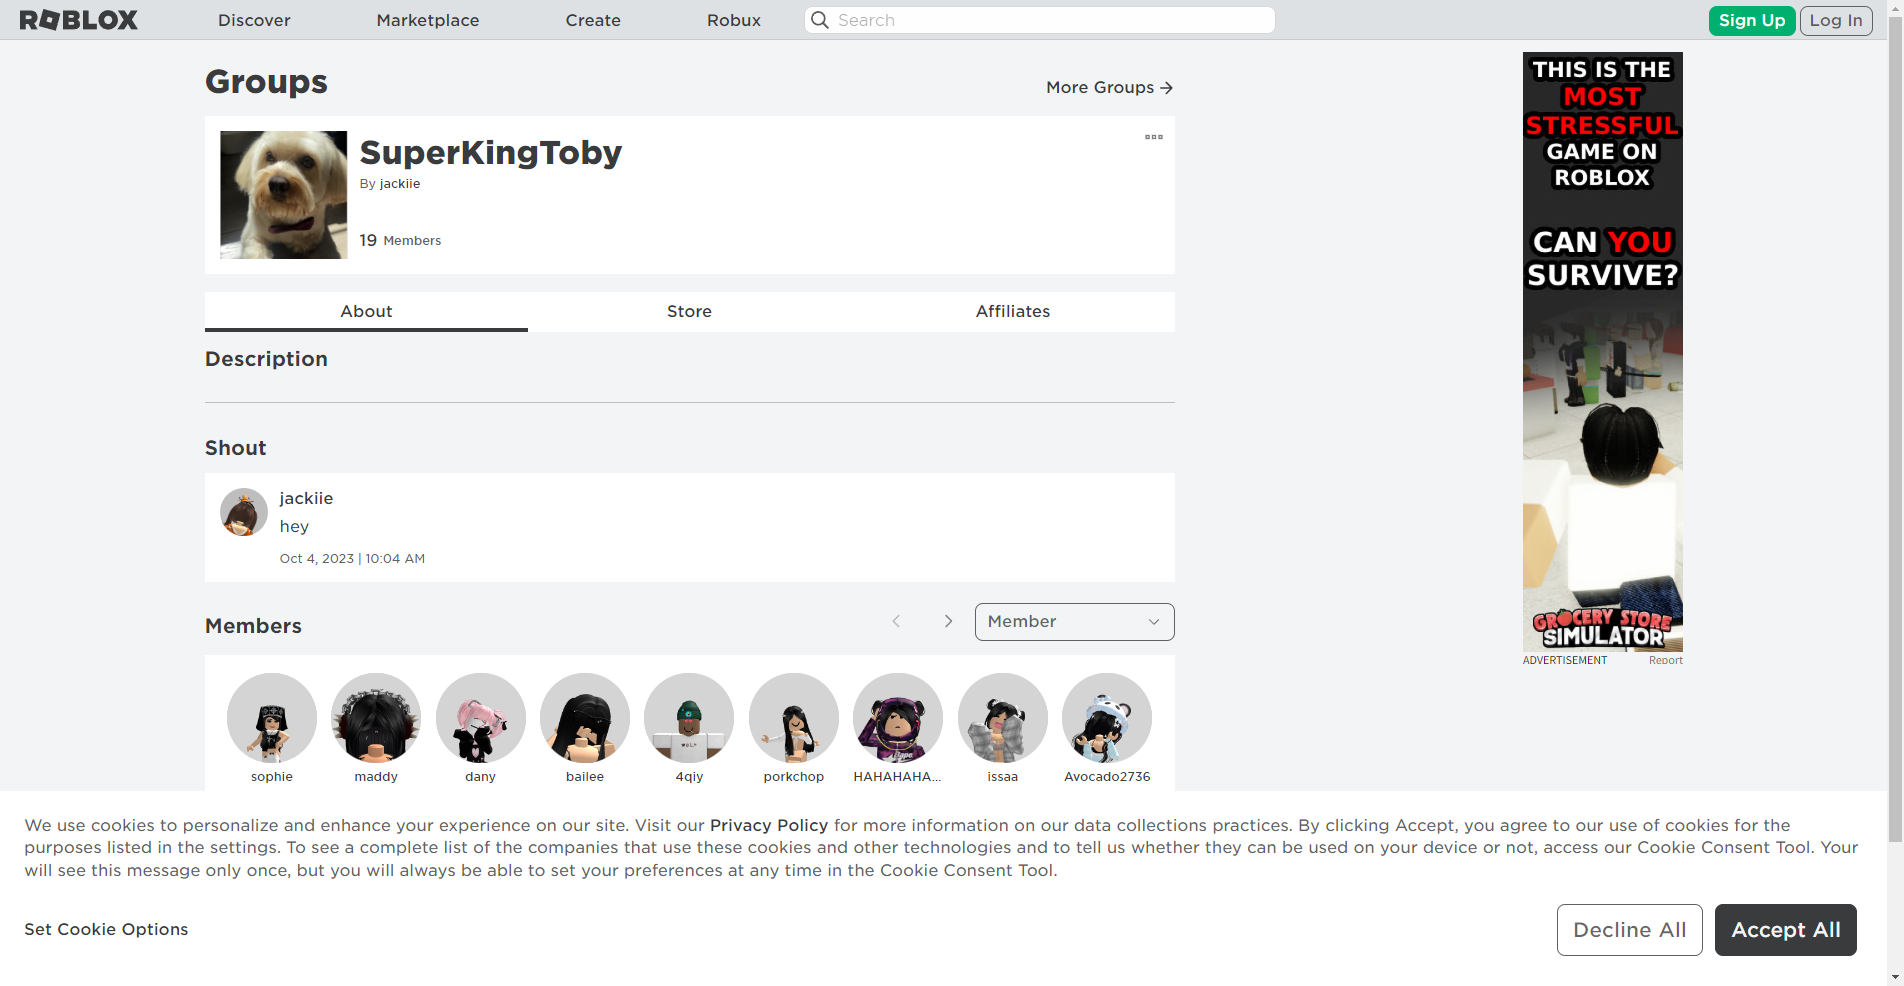 ROBLOX
Discover
Marketplace
Create
Robux
Search
Sign Up
Log In
Groups
More Groups
SuperKingToby
By jackiie
19 Members
About
Store
Affiliates
Description
Shout
jackiie
hey
Oct 4, 2023 | 10:04 AM
Members
Member
sophie
maddy
dany
bailee
4qiy
porkchop
HAHAHAHA...
issaa
Avocado2736
THIS IS THE
MOST
STRESSFUL
GAME ON
ROBLOX
CAN YOU
SURVIVE?
GROCERY STORE
SIMULATOR
ADVERTISEMENT
Report
We use cookies to personalize and enhance your experience on our site. Visit our Privacy Policy for more information on our data collections practices. By clicking Accept, you agree to our use of cookies for the
purposes listed in the settings. To see a complete list of the companies that use these cookies and other technologies and to tell us whether they can be used on your device or not, access our Cookie Consent Tool. Your
will see this message only once, but you will always be able to set your preferences at any time in the Cookie Consent Tool.
Set Cookie Options
Decline All
Accept All